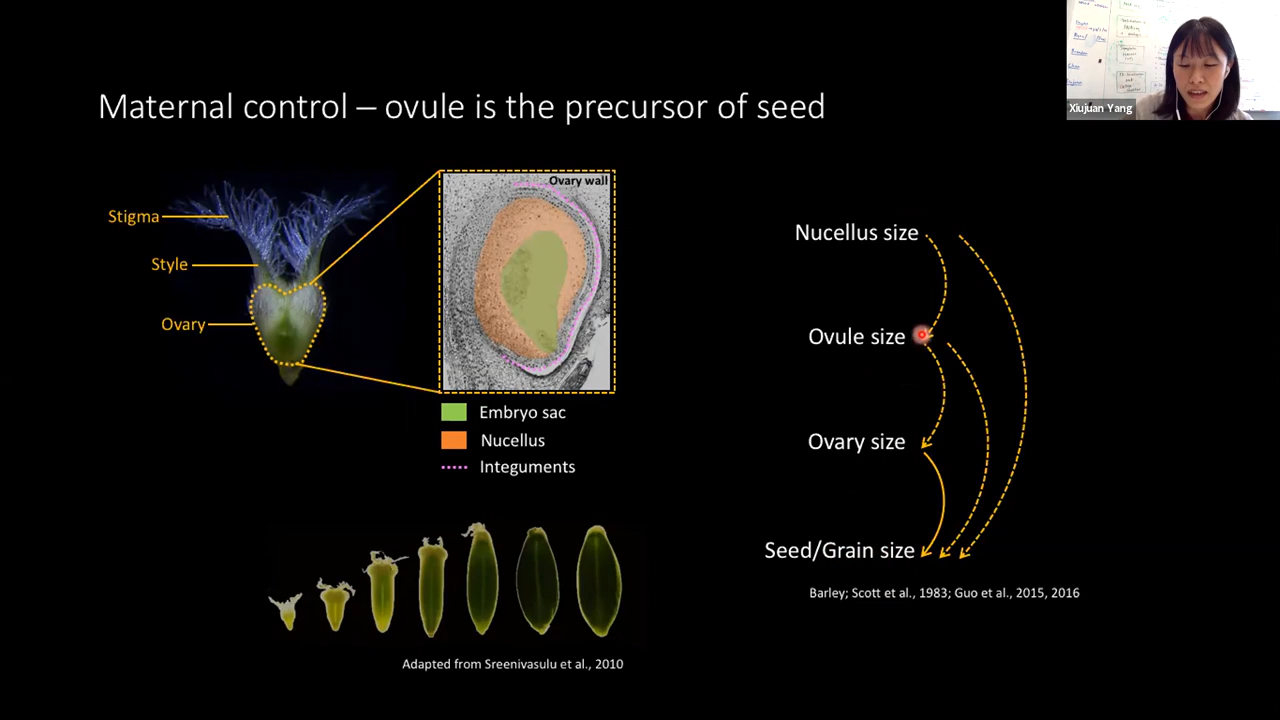 Xiujuan Yang
Maternal control – ovule is the precursor of seed
Stigma
Style
Ovary
Ovary wall
Embryo sac
Nucellus
Integuments
Adapted from Sreenivasulu et al., 2010
Nucellus size
Ovule size
Ovary size
Seed/Grain size
Barley; Scott et al., 1983; Guo et al., 2015, 2016